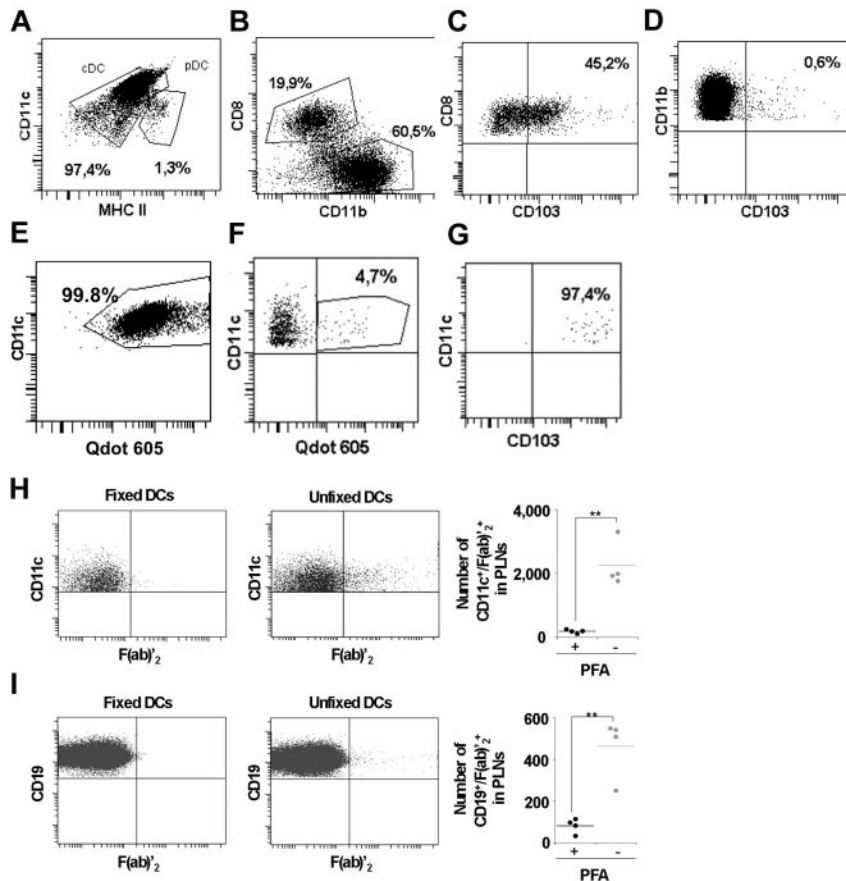 A
cDC
pDC
97,4%
1,3%
CD11c
MHC II
B
19,9%
60,5%
CD8
CD11b
C
45,2%
CD8
CD103
D
0,6%
CD11b
CD103
E
99.8%
CD11c
Qdot 605
F
4,7%
CD11c
Qdot 605
G
97,4%
CD11c
CD103
H
Fixed DCs
CD11c
F(ab)'2
Unfixed DCs
CD11c
F(ab)'2
Number of
CD11c+/F(ab)'2+
in PLNs
4,000
2,000
0
**
+
-
PFA
I
Fixed DCs
CD19
F(ab)'2
Unfixed DCs
CD19
F(ab)'2
Number of
CD19+/F(ab)'2+
in PLNs
600
400
200
0
**
+
-
PFA